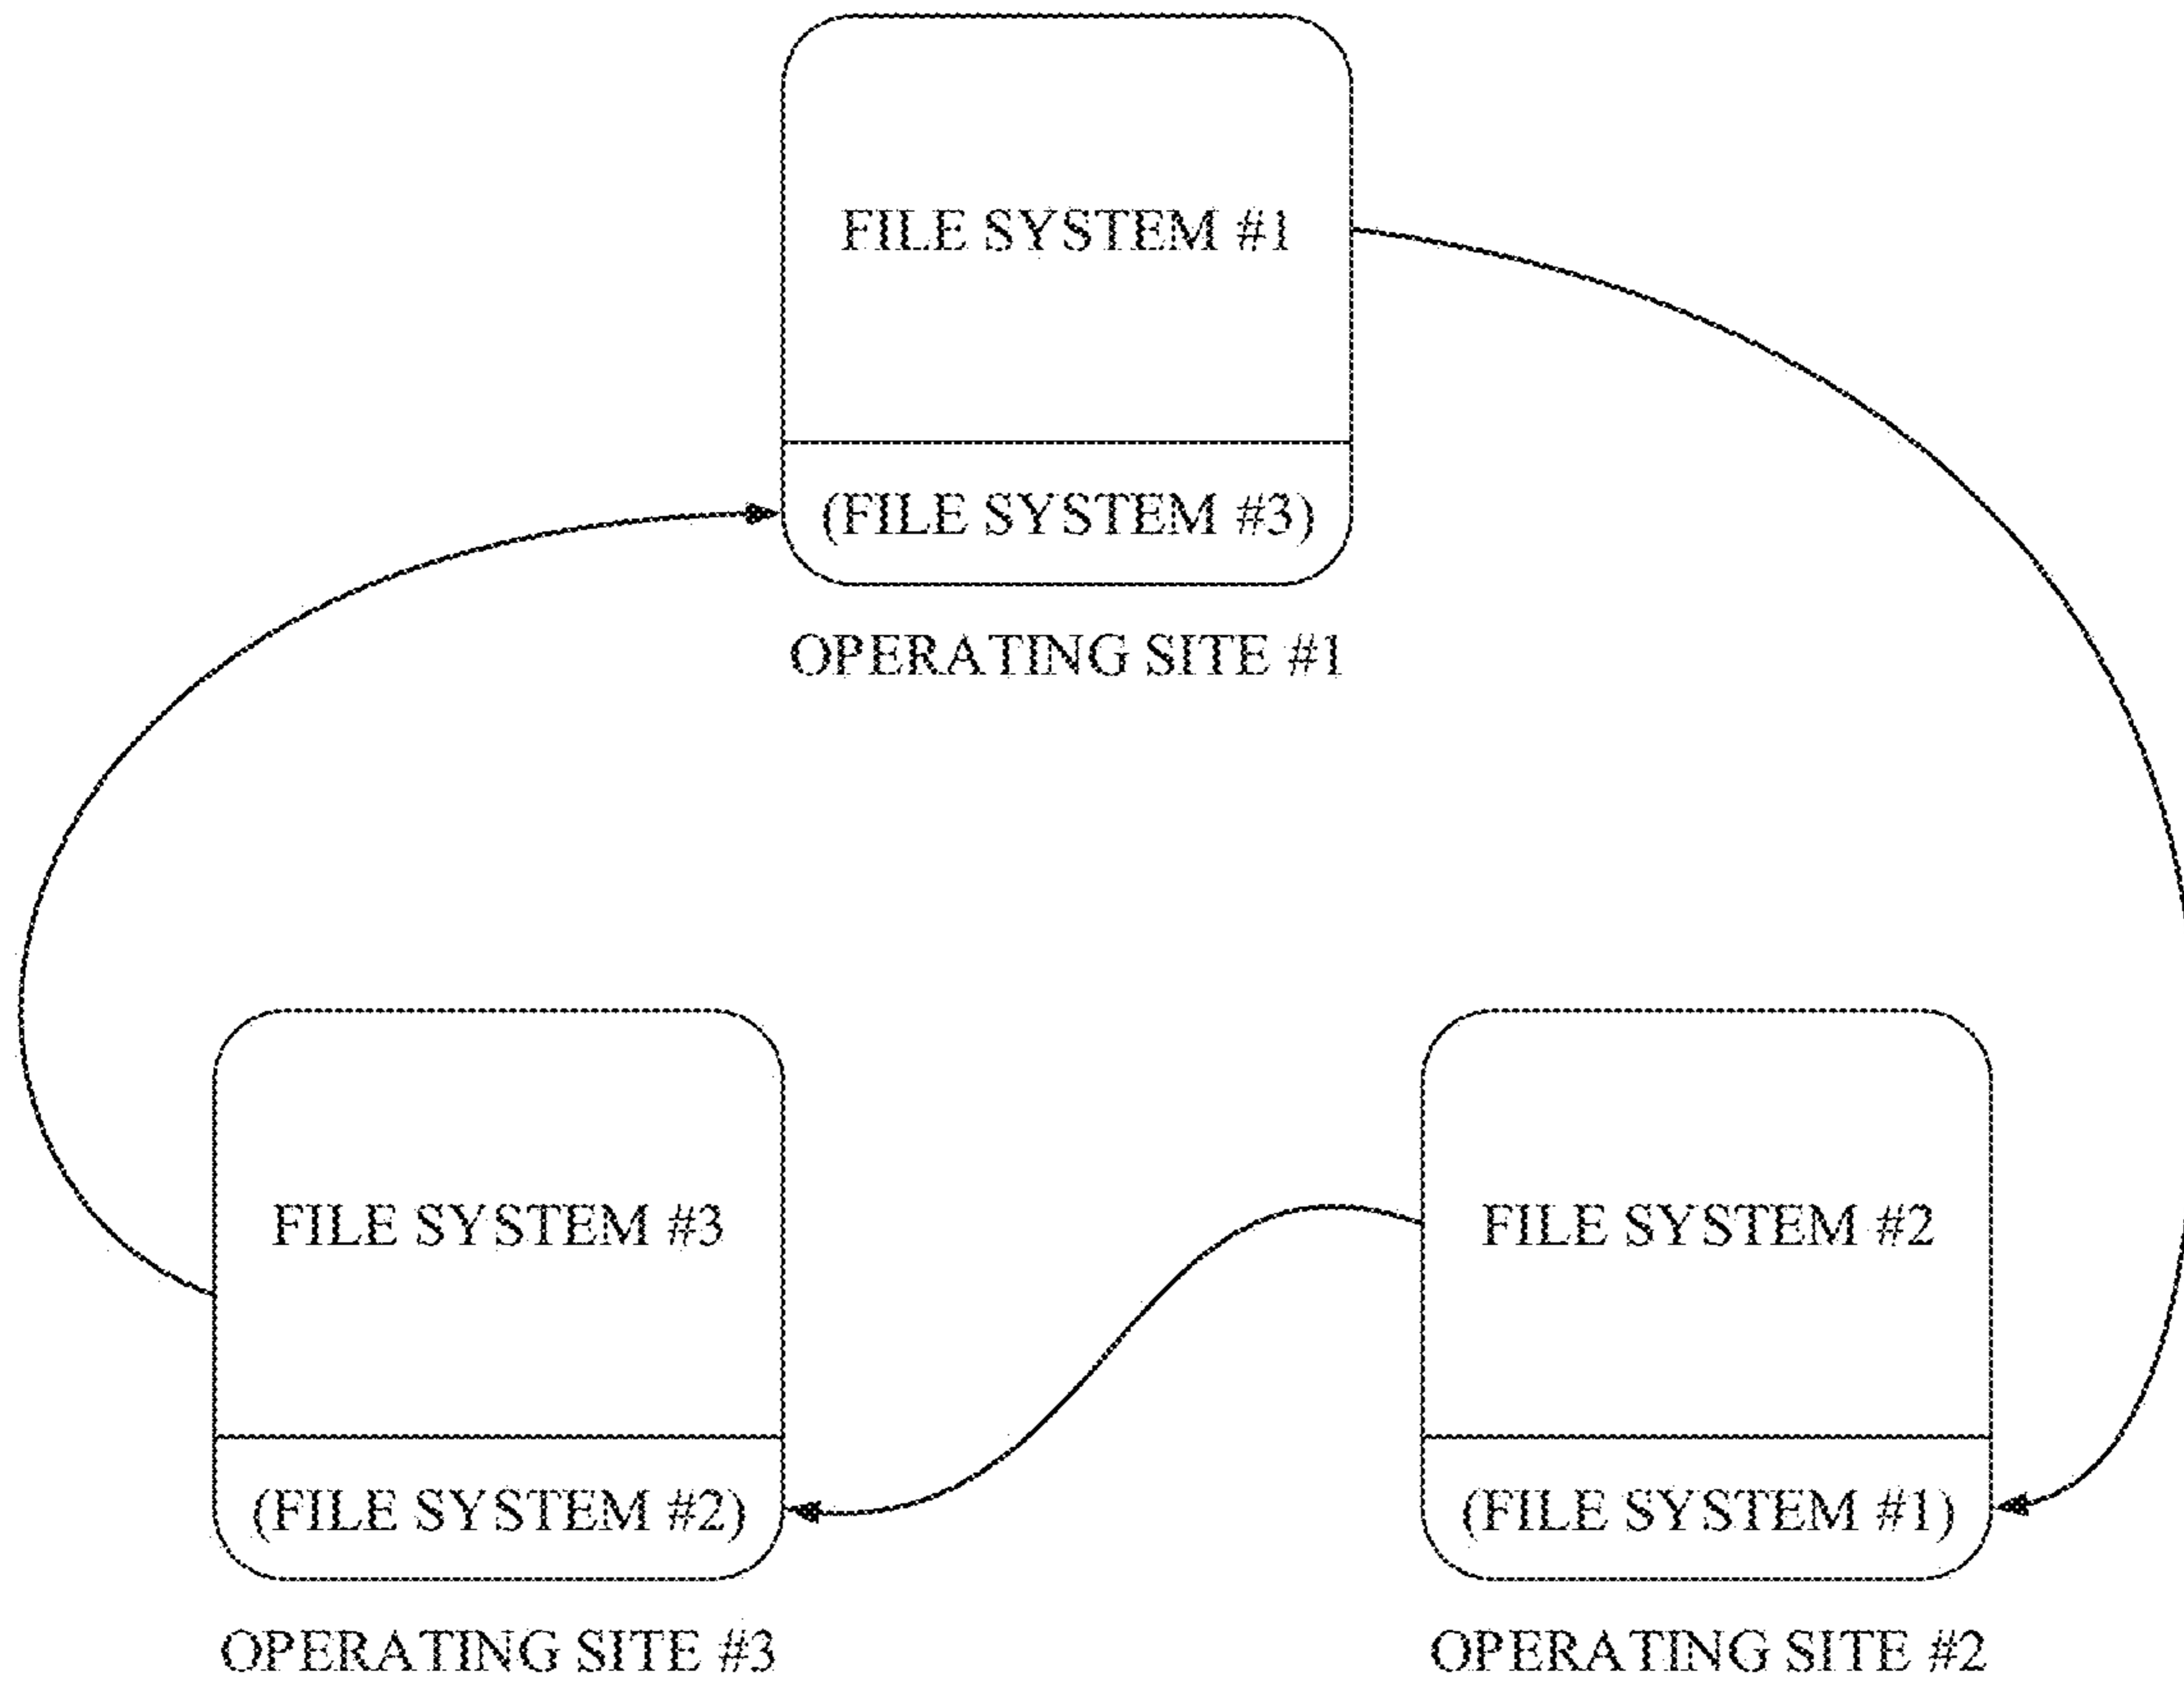 FILE SYSTEM #1
(FILE SYSTEM #3)
OPERATING SITE #1
FILE SYSTEM #3
(FILE SYSTEM #2)
OPERATING SITE #3
FILE SYSTEM #2
(FILE SYSTEM #1)
OPERATING SITE #2